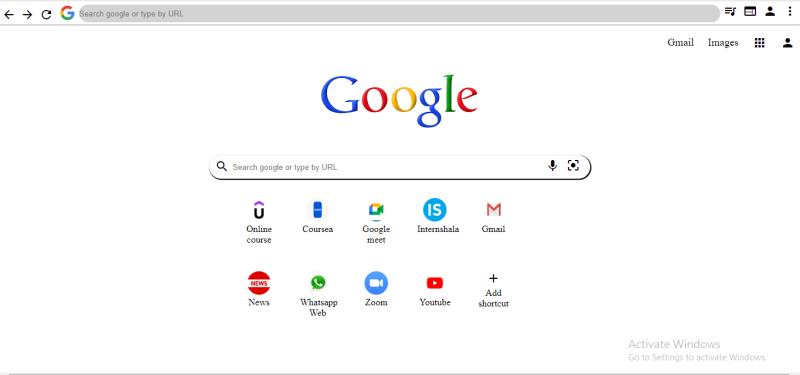 Search google or type by URL
Gmail Images
Google
Search google or type by URL
Online
course
Coursea
Google
meet
IS
Internshala
Gmail
NEWS
News
Whatsapp
Web
Zoom
Youtube
Add
shortcut
Activate Windows
Go to Settings to activate Windows.